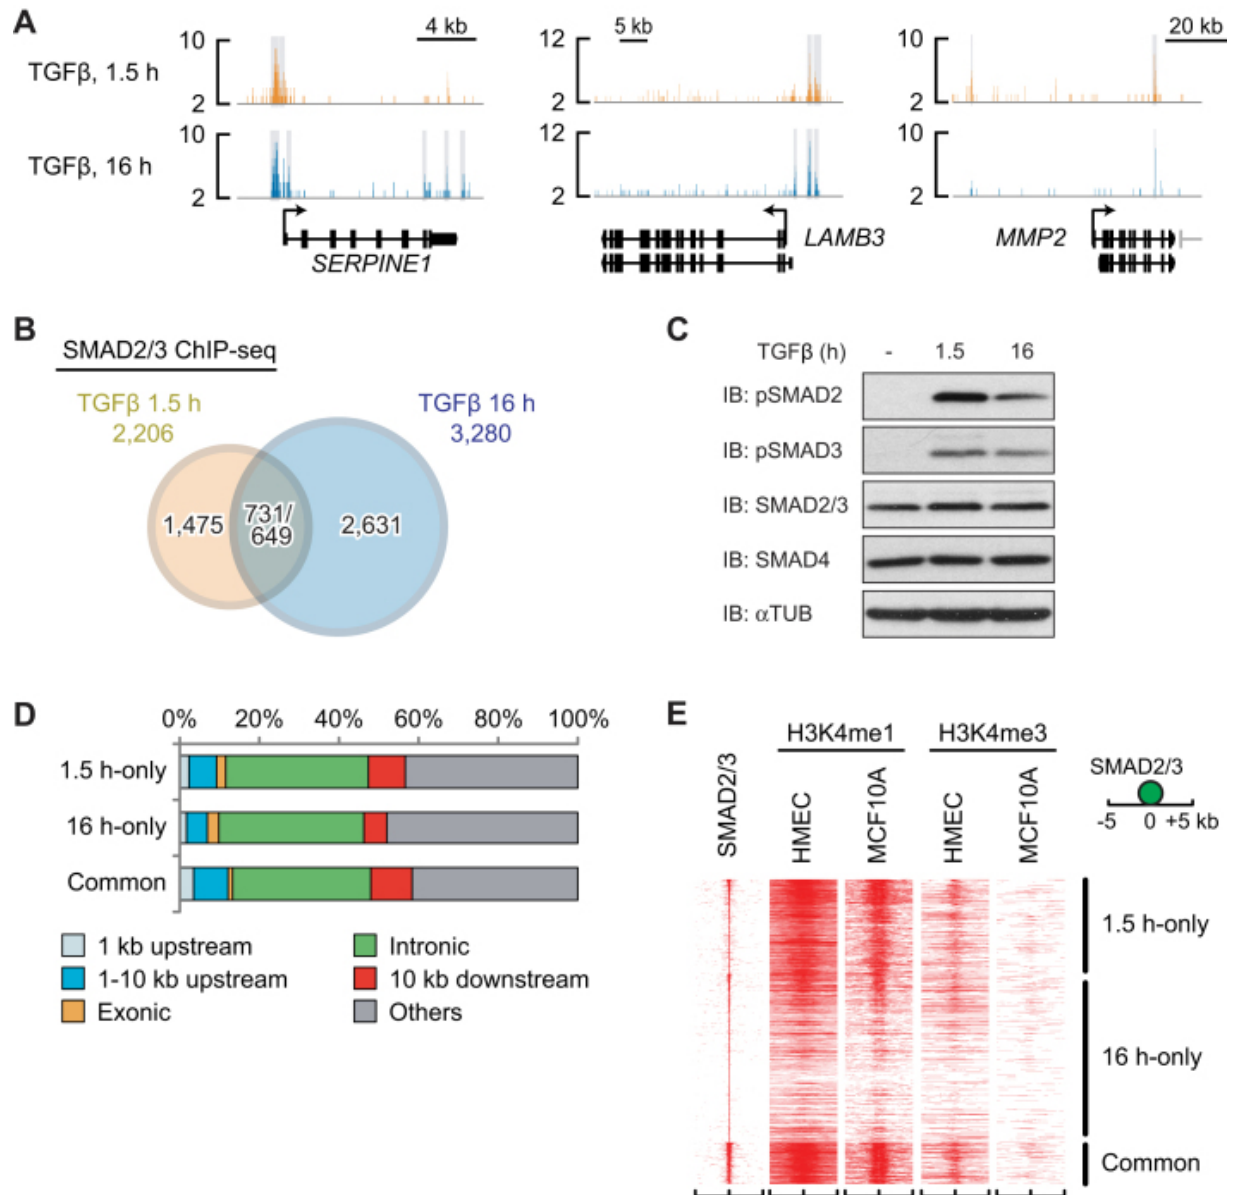 A
4 kb
5 kb
20 kb
TGFβ, 1.5 h
10
2
12
2
10
2
TGFβ, 16 h
10
2
12
2
10
2
SERPINE1
LAMB3
MMP2
B
SMAD2/3 ChIP-seq
TGFβ 1.5 h
2,206
TGFβ 16 h
3,280
1,475
731/
649
2,631
C
TGFβ (h) - 1.5 16
IB: pSMAD2
IB: pSMAD3
IB: SMAD2/3
IB: SMAD4
IB: αTUB
D
0% 20% 40% 60% 80% 100%
1.5 h-only
16 h-only
Common
1 kb upstream
1-10 kb upstream
Exonic
Intronic
10 kb downstream
Others
E
H3K4me1 H3K4me3
SMAD2/3
HMEC
MCF10A
HMEC
MCF10A
SMAD2/3
-5 0 +5 kb
1.5 h-only
16 h-only
Common